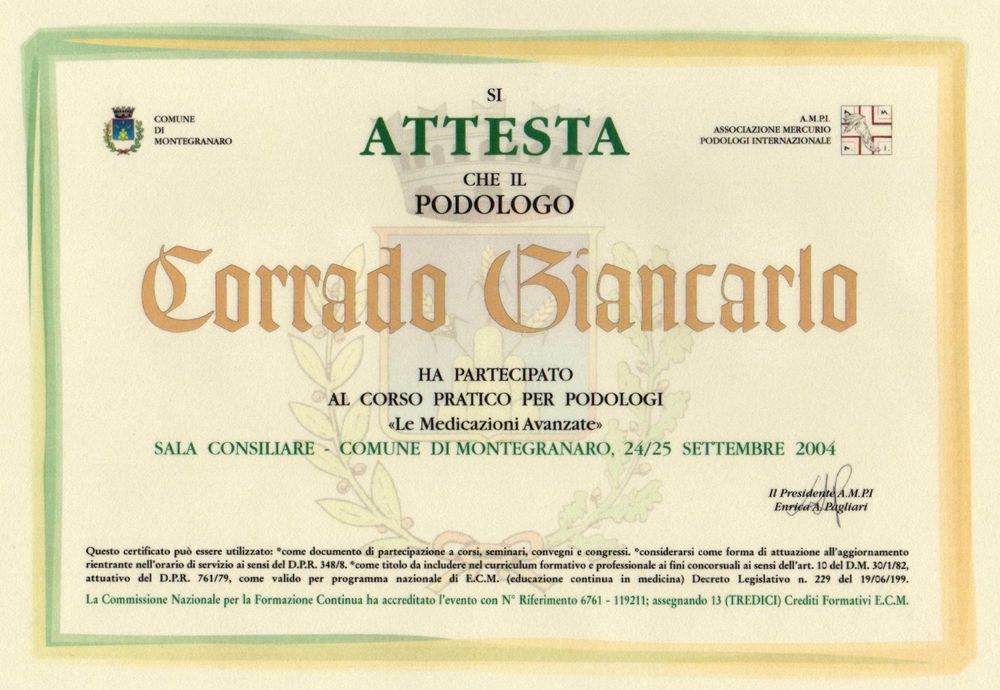 SI
ATTESTA
COMUNE
DI
MONTEGRANARO
A.M.P.I.
ASSOCIAZIONE MERCURIO
PODOLOGI INTERNAZIONALE
CHE IL
PODOLOGO
Corrado Giancarlo
HA PARTECIPATO
AL CORSO PRATICO PER PODOLOGI
«Le Medicazioni Avanzate»
SALA CONSILIARE - COMUNE DI MONTEGRANARO, 24/25 SETTEMBRE 2004
Il Presidente A.M.P.I
Enrica A. Pagliari
Questo certificato può essere utilizzato: *come documento di partecipazione a corsi, seminari, convegni e congressi. *considerarsi come forma di attuazione all'aggiornamento
rientrante nell'orario di servizio ai sensi del D.P.R. 348/8. *come titolo da includere nel curriculum formativo e professionale ai fini concorsuali ai sensi dell'art. 10 del D.M. 30/1/82,
attuativo del D.P.R. 761/79, come valido per programma nazionale di E.C.M. (educazione continua in medicina) Decreto Legislativo n. 229 del 19/06/199.
La Commissione Nazionale per la Formazione Continua ha accreditato l'evento con N° Riferimento 6761 - 119211; assegnando 13 (TREDICI) Crediti Formativi E.C.M.